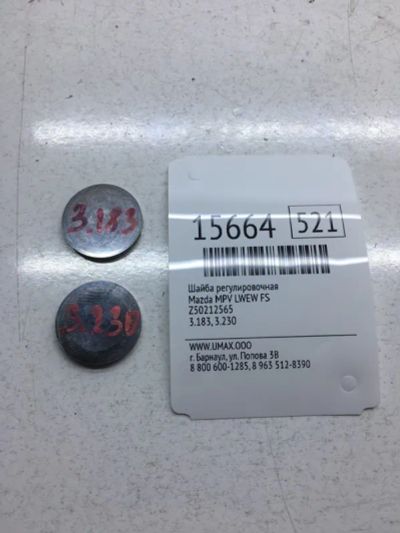 3.183
3.230
15664 521
Шайба регулировочная
Mazda MPV LWEW FS
Z50212565
3.183, 3.230
WWW.UMAX.OOO
г. Барнаул, ул. Попова 3В
8 800 600-1285, 8 963 512-8390